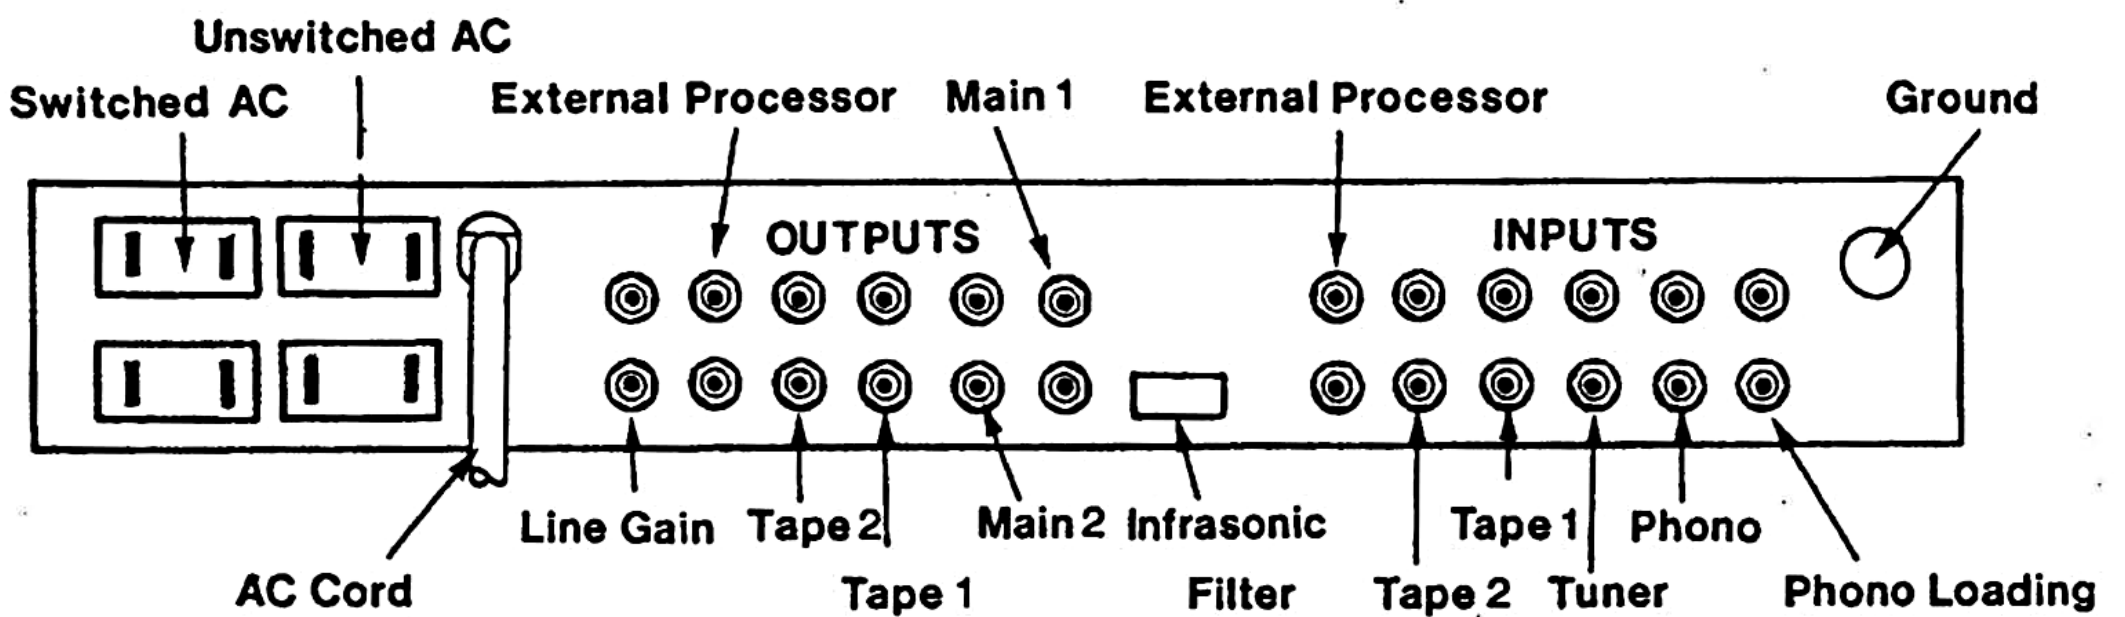 Unswitched AC
Switched AC
External Processor
Main 1
External Processor
Ground
OUTPUTS
INPUTS
Line Gain
Tape 2
Main 2
Infrasonic
Filter
Tape 1
Phono
AC Cord
Tape 1
Tape 2
Tuner
Phono Loading